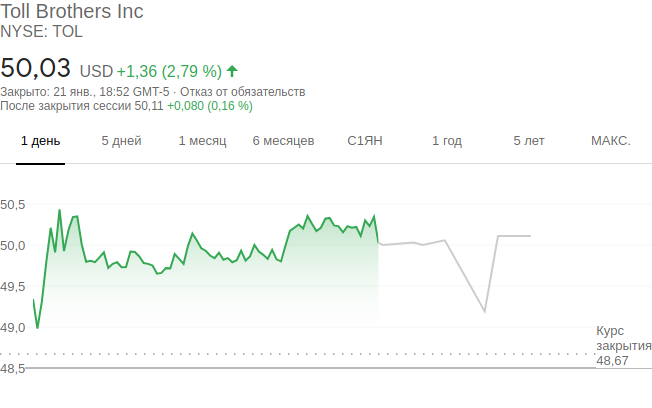 Toll Brothers Inc
NYSE: TOL
50,03 USD +1,36 (2,79 %)
Закрыто: 21 янв., 18:52 GMT-5 · Отказ от обязательств
После закрытия сессии 50,11 +0,080 (0,16 %)
1 день 5 дней 1 месяц 6 месяцев С1ЯН 1 год 5 лет МАКС.
50,5
50,0
49,5
49,0
Курс
закрытия
48,67
48,5